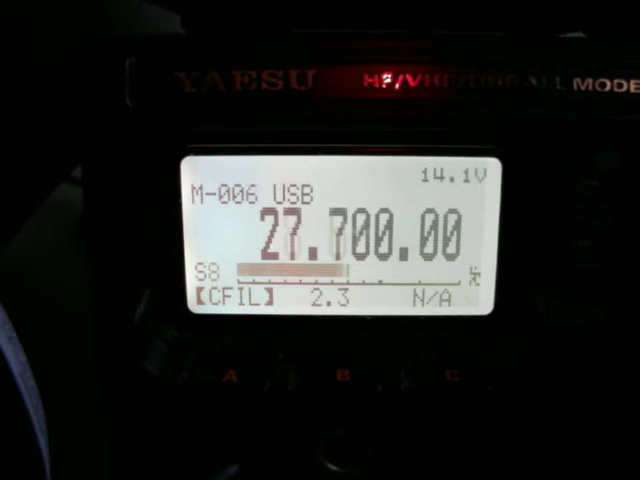 YAESU HF/VHF/UHF ALL MODE
14.1V
M-006 USB
27.700.00
S8
【CFIL】 2.3 N/A
A B C